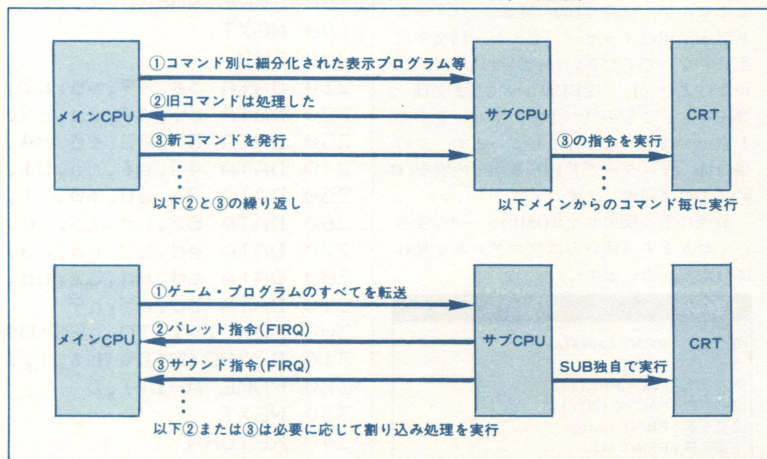 ①コマンド別に細分化された表示プログラム等
②旧コマンドは処理した
メインCPU
サブCPU
CRT
③新コマンドを発行
③の指令を実行
以下②と③の繰り返し
以下メインからのコマンド毎に実行
①ゲーム・プログラムのすべてを転送
②パレット指令(FIRQ)
メインCPU
サブCPU
CRT
③サウンド指令(FIRQ)
SUB独自で実行
以下②または③は必要に応じて割り込み処理を実行